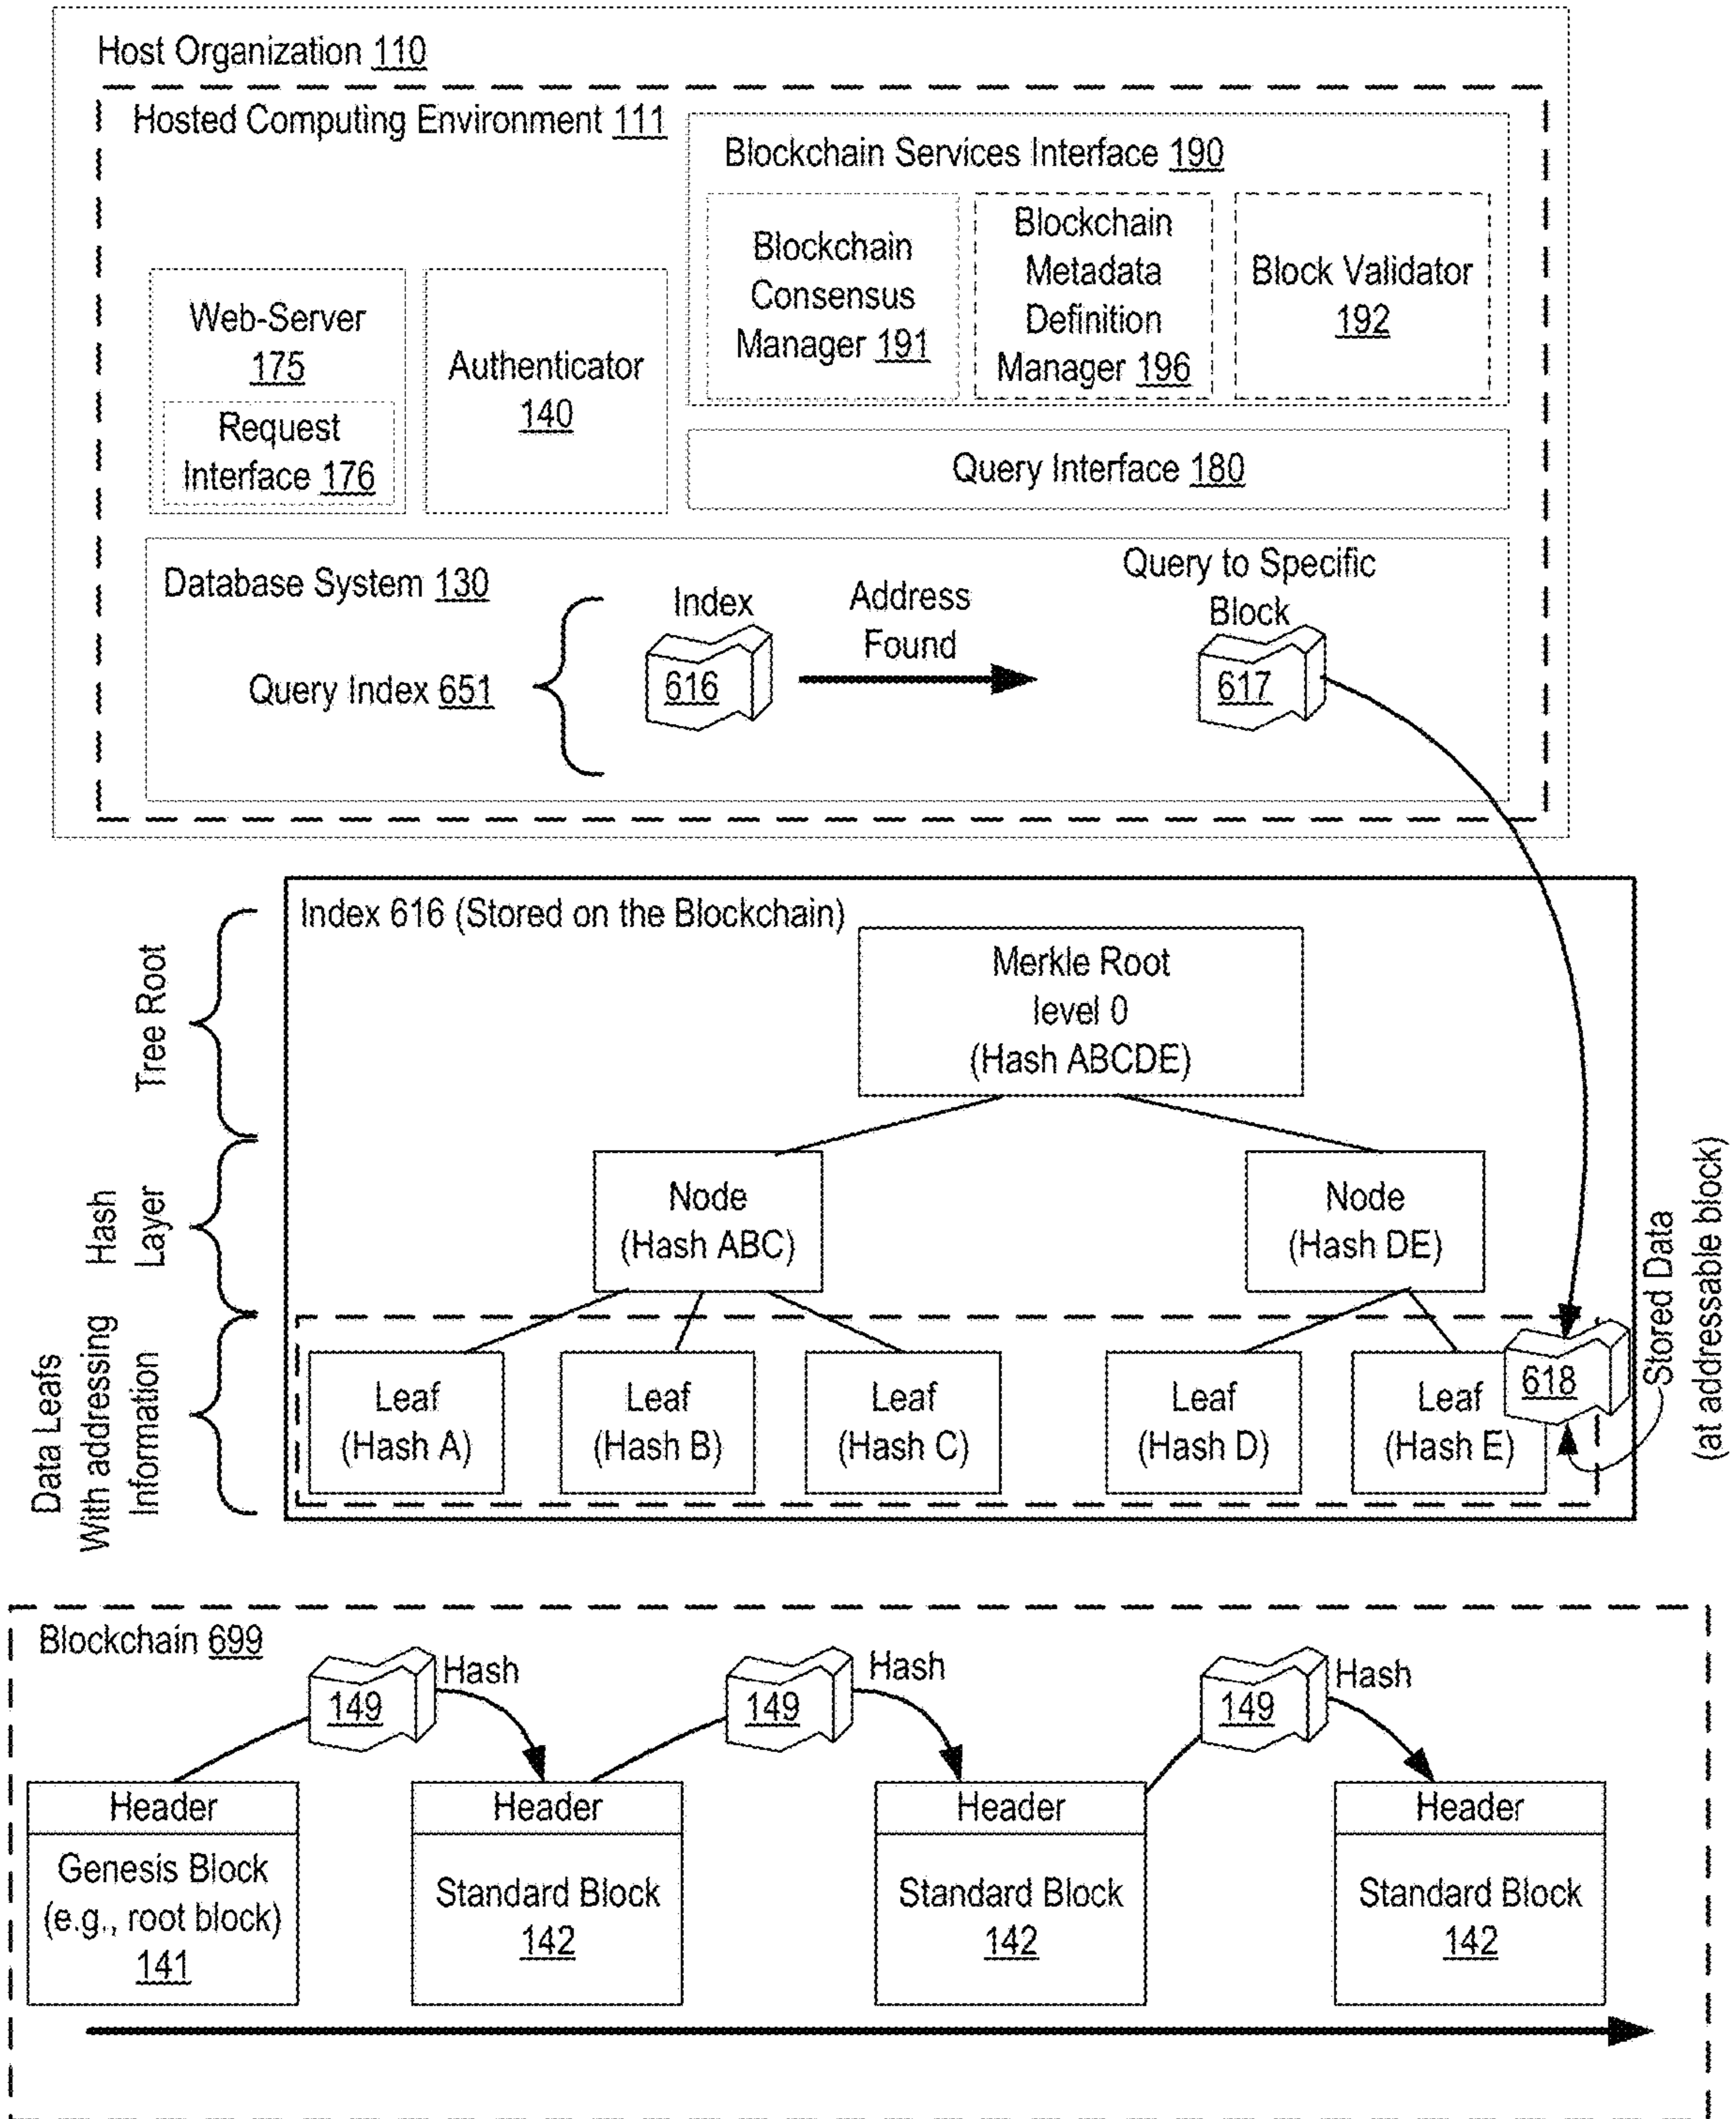 Host Organization 110
Hosted Computing Environment 111
Blockchain Services Interface 190
Blockchain
Consensus
Manager 191
Blockchain
Metadada
Definition
Manager 196
Block Validator
192
Web-Server
175
Request
Interface 176
Authenticator
140
Query Interface 180
Database System 130
Query Index 651
Index
616
Address
Found
Query to Specific
Block
617
Tree Root
Hash
Layer
Data Leafs
With addressing
Information
Index 616 (Stored on the Blockchain)
Merkle Root
level 0
(Hash ABCDE)
Node
(Hash ABC)
Node
(Hash DE)
Leaf
(Hash A)
Leaf
(Hash B)
Leaf
(Hash C)
Leaf
(Hash D)
Leaf
(Hash E)
618
Stored Data
(at addressable block)
Blockchain 699
149
Hash
149
Hash
149
Hash
Header
Genesis Block
(e.g., root block)
141
Header
Standard Block
142
Header
Standard Block
142
Header
Standard Block
142